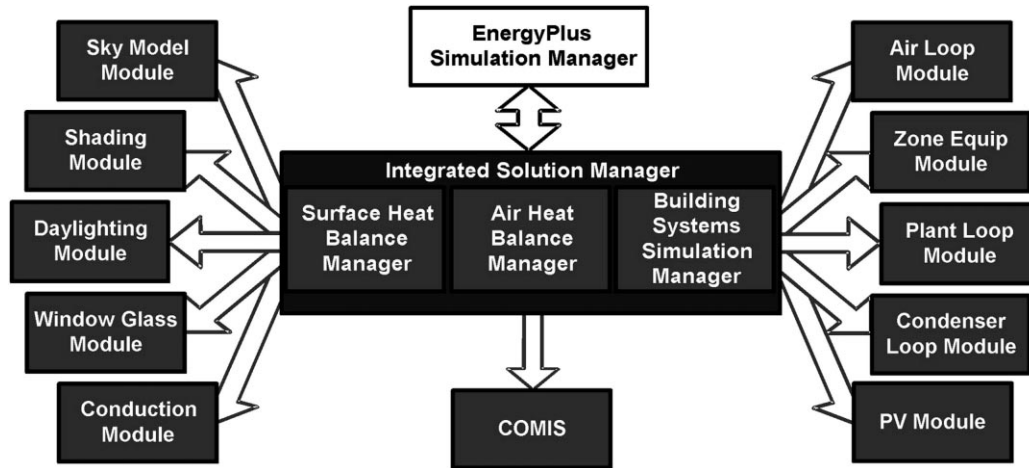 EnergyPlus
Simulation Manager
Sky Model
Module
Shading
Module
Daylighting
Module
Window Glass
Module
Conduction
Module
Integrated Solution Manager
Surface Heat
Balance
Manager
Air Heat
Balance
Manager
Building
Systems
Simulation
Manager
COMIS
Air Loop
Module
Zone Equip
Module
Plant Loop
Module
Condenser
Loop Module
PV Module